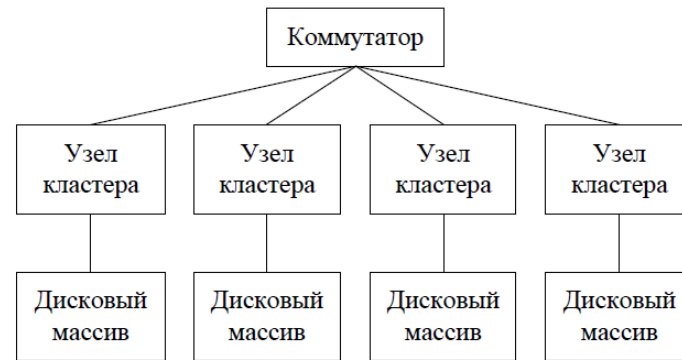 Коммутатор
Узел
кластера
Узел
кластера
Узел
кластера
Узел
кластера
Дисковый
массив
Дисковый
массив
Дисковый
массив
Дисковый
массив